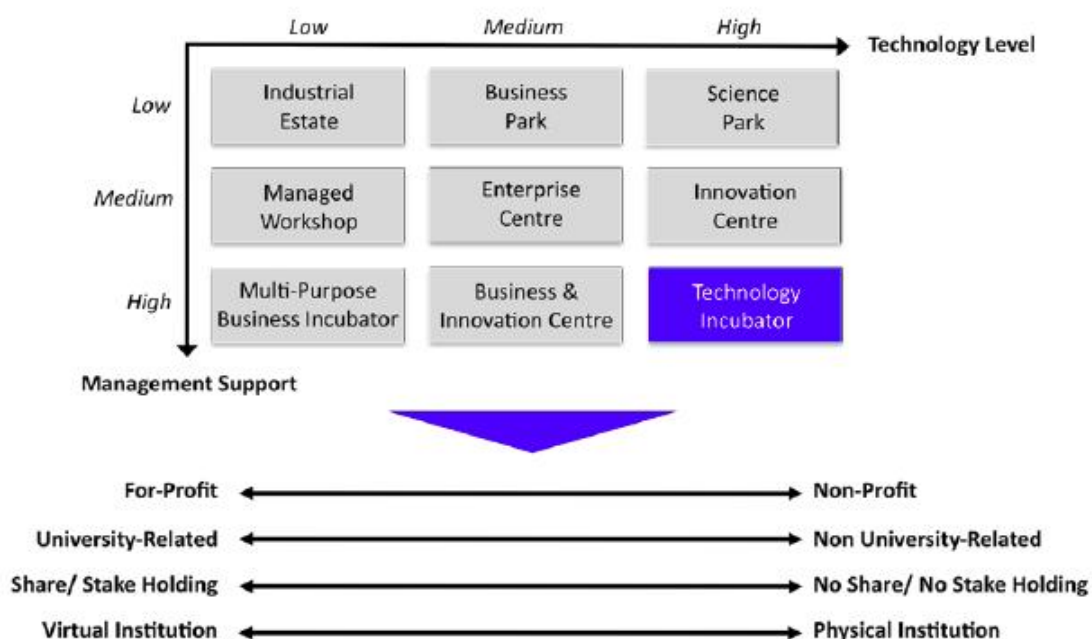 Low Medium High
Technology Level
Low
Industrial
Estate
Business
Park
Science
Park
Medium
Managed
Workshop
Enterprise
Centre
Innovation
Centre
High
Multi-Purpose
Business Incubator
Business &
Innovation Centre
Technology
Incubator
Management Support
For-Profit Non-Profit
University-Related Non University-Related
Share/ Stake Holding No Share/ No Stake Holding
Virtual Institution Physical Institution